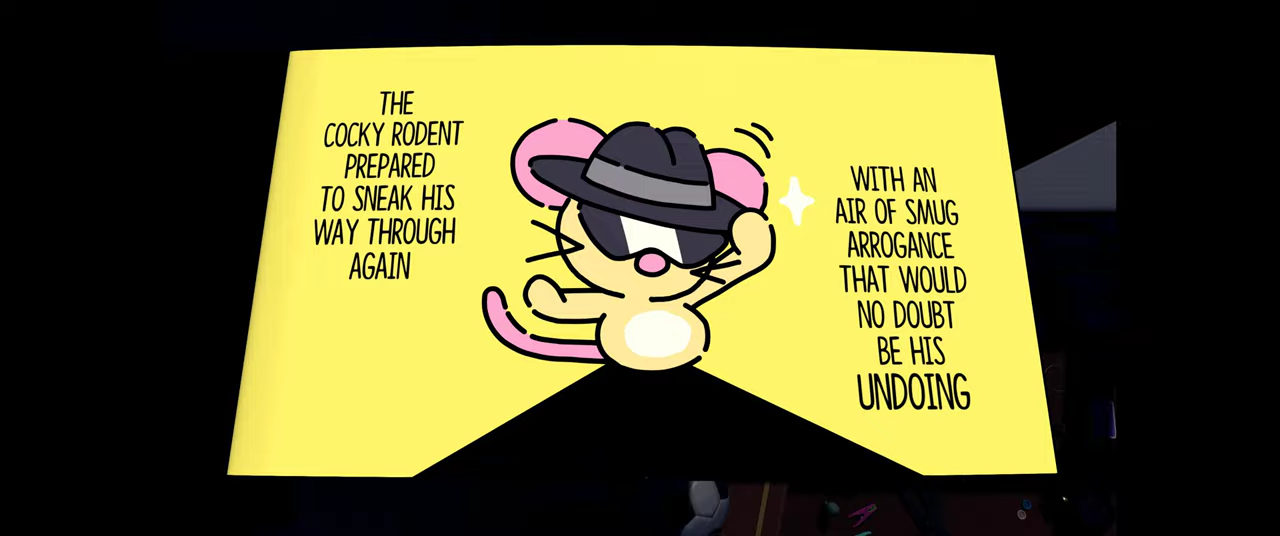 THE
COCKY RODENT
PREPARED
TO SNEAK HIS
WAY THROUGH
AGAIN
WITH AN
AIR OF SMUG
ARROGANCE
THAT WOULD
NO DOUBT
BE HIS
UNDOING